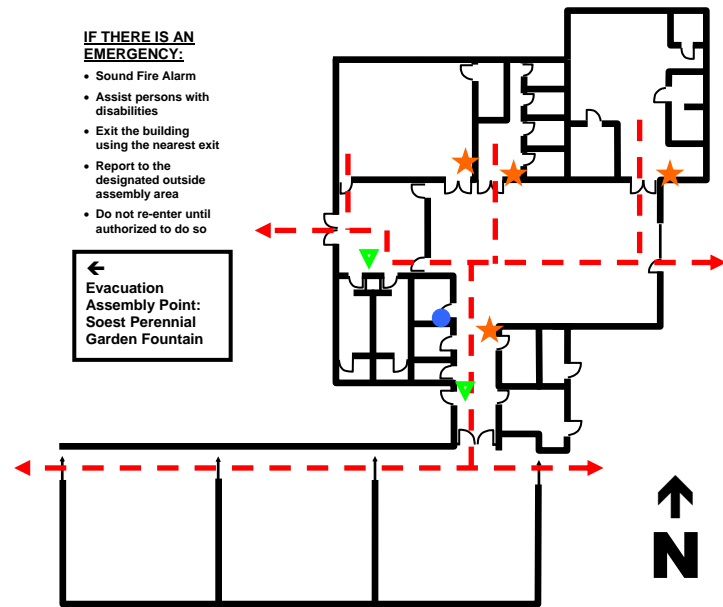 IF THERE IS AN
EMERGENCY:
• Sound Fire Alarm
• Assist persons with
disabilities
• Exit the building
using the nearest exit
• Report to the
designated outside
assembly area
• Do not re-enter until
authorized to do so
←
Evacuation
Assembly Point:
Soest Perennial
Garden Fountain
N